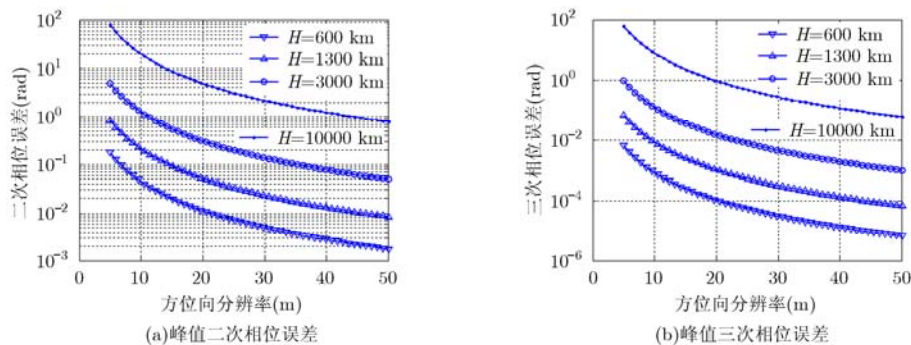 10^2
10^1
10^0
10^-1
10^-2
10^-3
二次相位误差(rad)
H=600 km
H=1300 km
H=3000 km
H=10000 km
0 10 20 30 40 50
方位向分辨率(m)
(a)峰值二次相位误差
10^2
10^0
10^-2
10^-4
10^-6
三次相位误差(rad)
H=600 km
H=1300 km
H=3000 km
H=10000 km
0 10 20 30 40 50
方位向分辨率(m)
(b)峰值三次相位误差